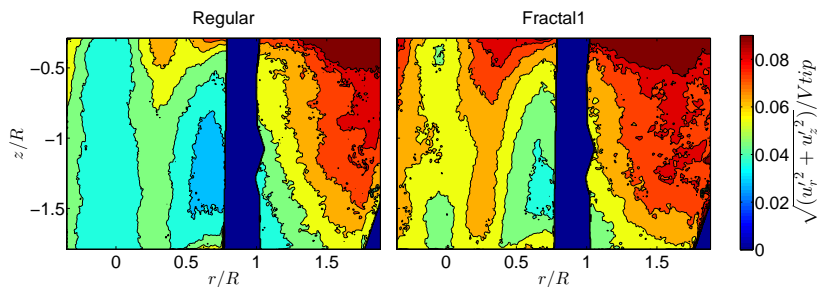 Regular
Fractal1
z/R
−0.5
−1
−1.5
0 0.5 1 1.5
0 0.5 1 1.5
r/R
r/R
0.08
0.06
0.04
0.02
0
√(u′r² + u′z²)/Vtip